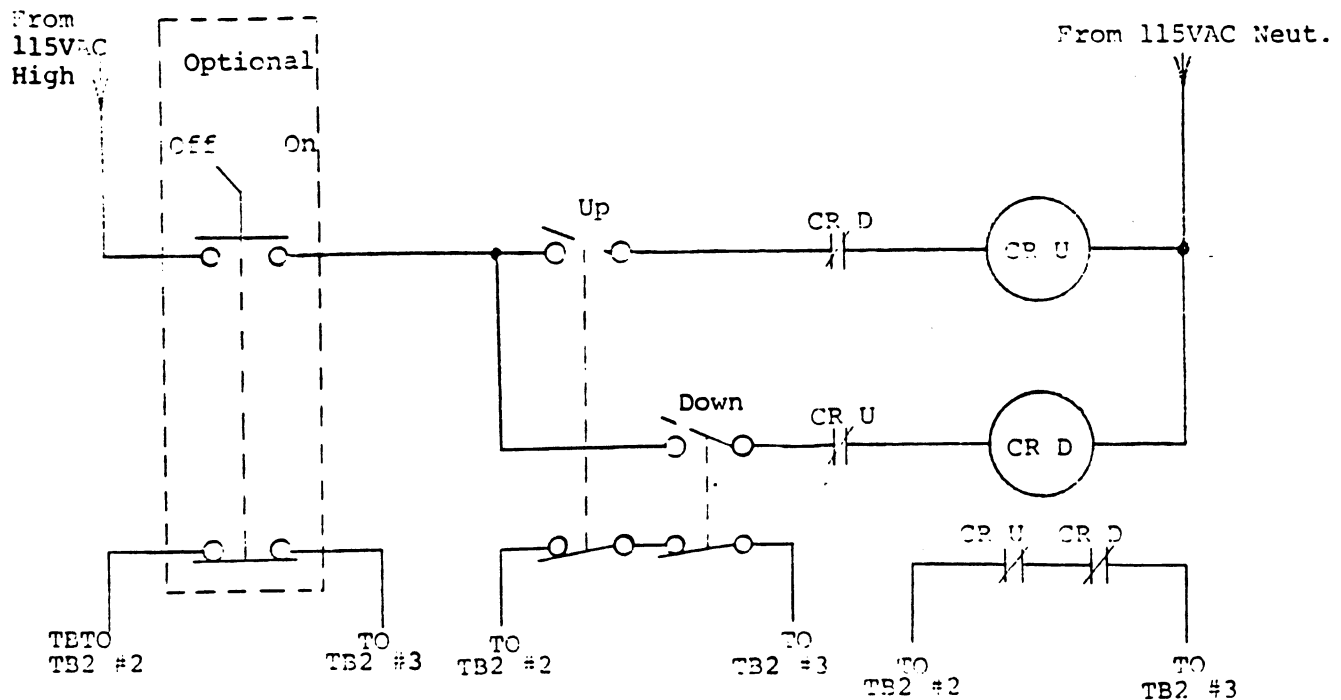 From
115VAC
High
Optional
Off On
From 115VAC Neut.
Up
CR D
CR U
Down
CR U
CR D
CR U CR D
TBTO
TB2 #2
TO
TB2 #3
TO
TB2 #2
TO
TB2 #3
TO
TB2 #2
TO
TB2 #3